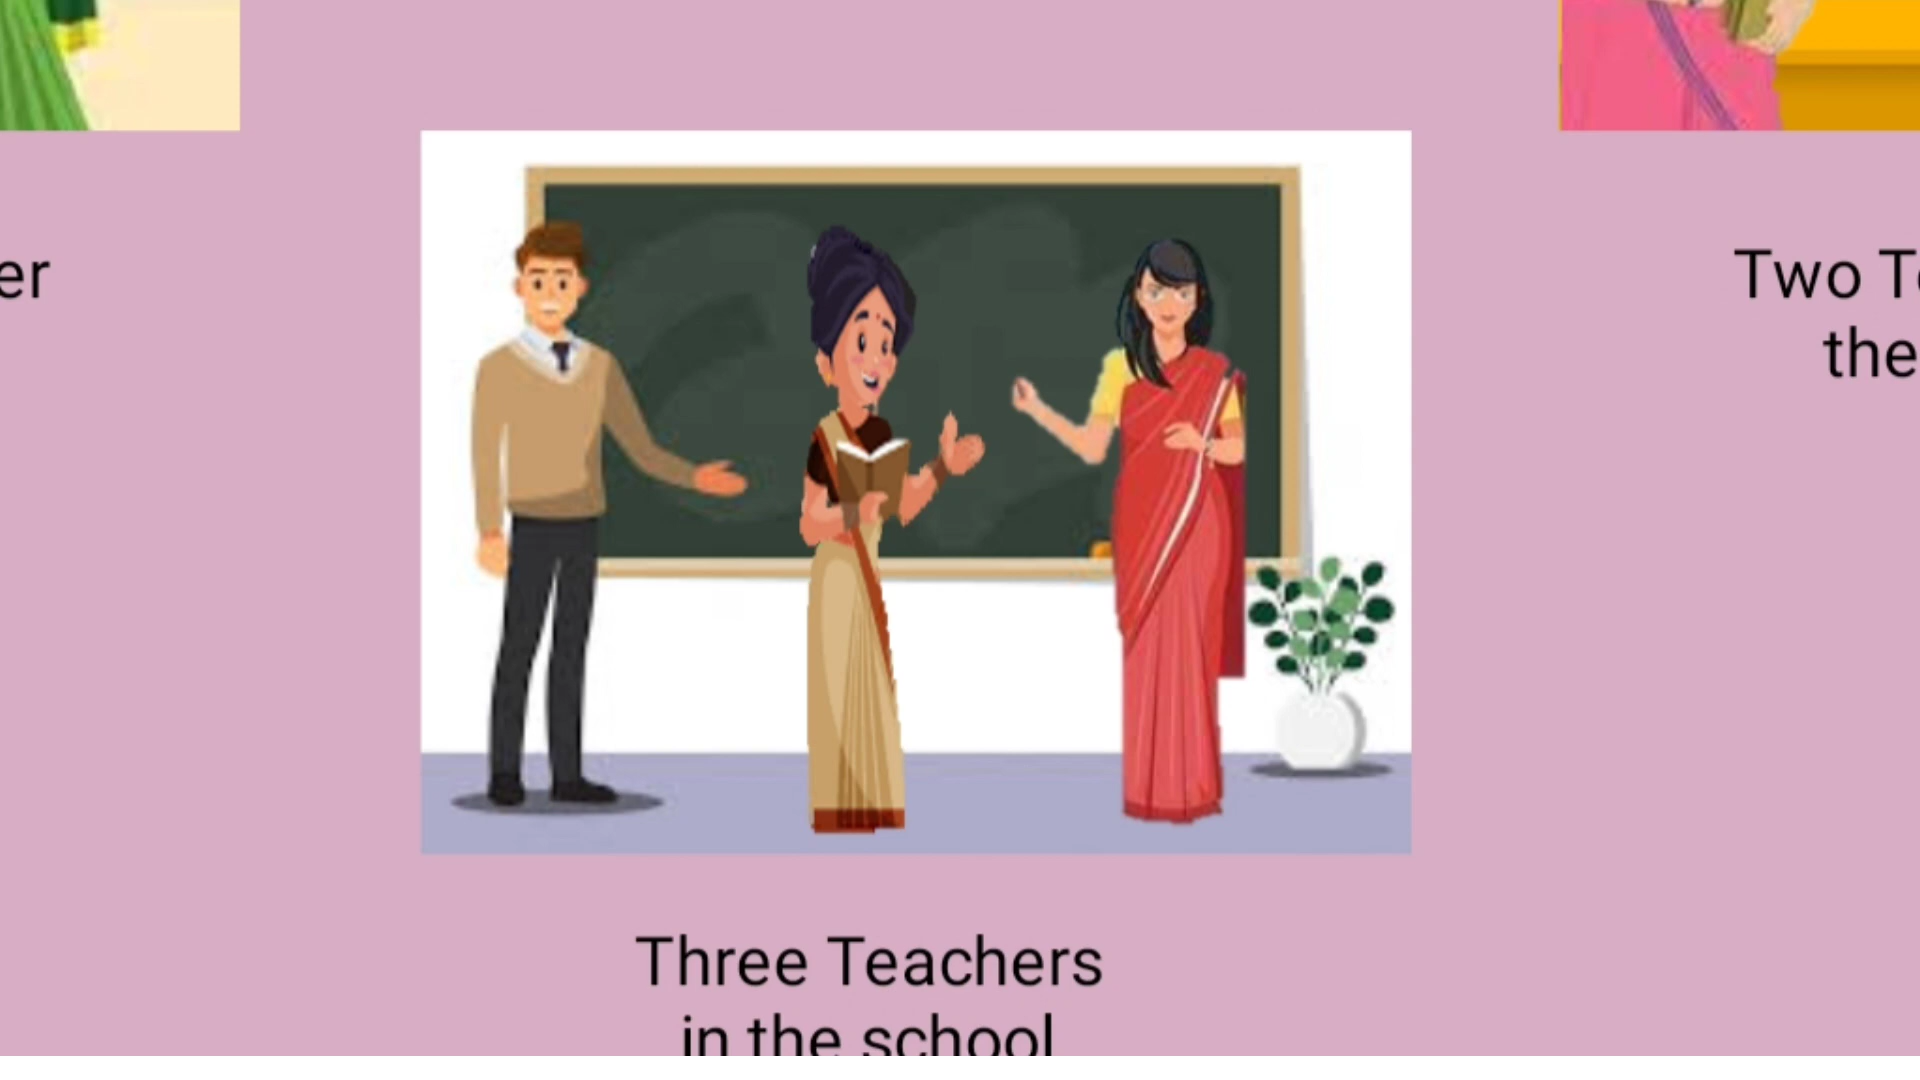 er
Two T
the
Three Teachers
in the school